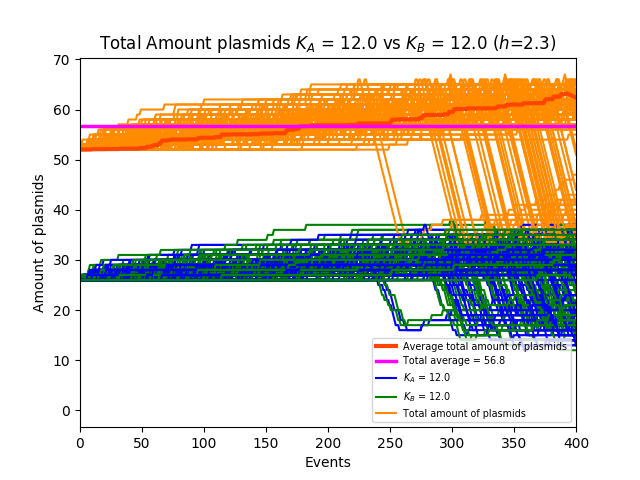 Total Amount plasmids K_A = 12.0 vs K_B = 12.0 (h=2.3)
70
60
50
40
30
20
10
0
Amount of plasmids
Average total amount of plasmids
Total average = 56.8
K_A = 12.0
K_B = 12.0
Total amount of plasmids
0 50 100 150 200 250 300 350 400
Events